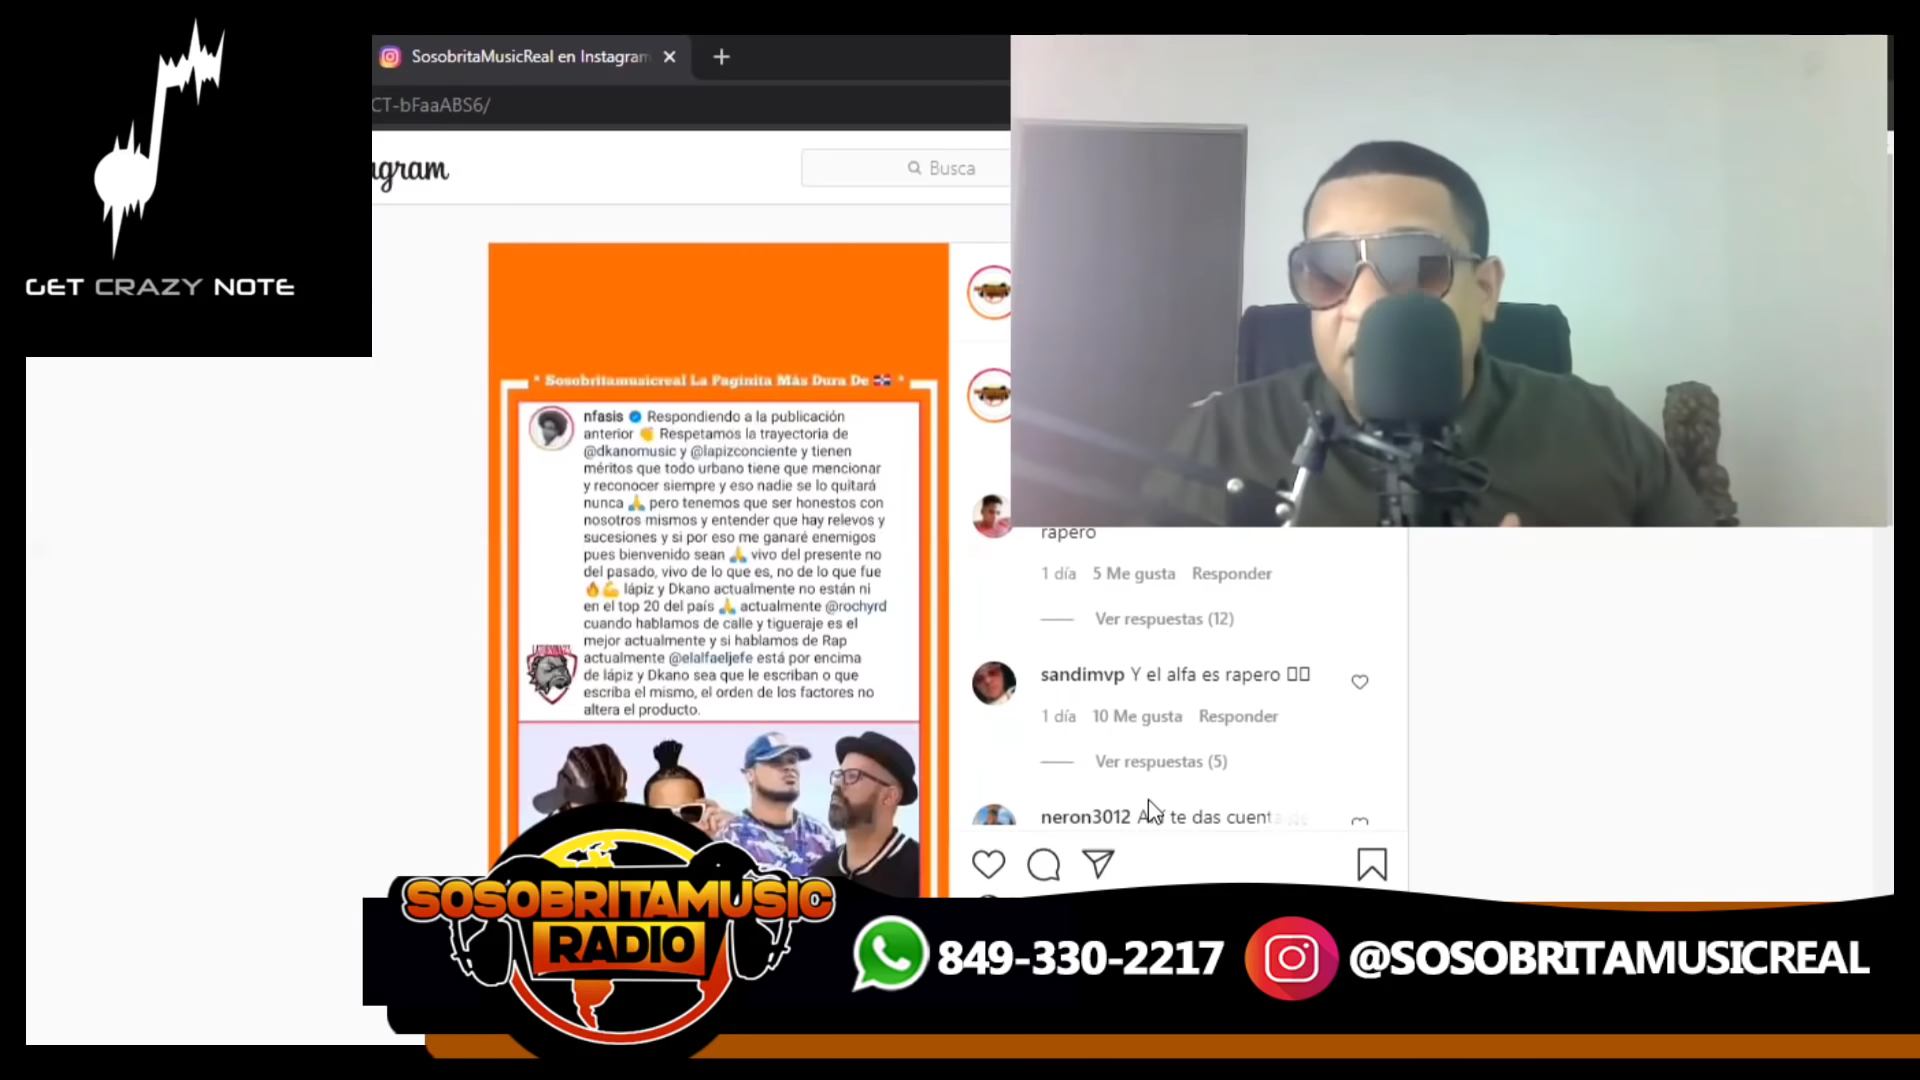 SosobritaMusicReal en Instagram
CT-bFaaABS6/
GET CRAZY NOTE
Busca
* Sosobritamusicreal La Paginita Más Dura De *
nfasis Respondiendo a la publicación
anterior 👏 Respetamos la trayectoria de
@dkanomusic y @lapizconciente y tienen
méritos que todo urbano tiene que mencionar
y reconocer siempre y eso nadie se lo quitará
nunca 🙏 pero tenemos que ser honestos con
nosotros mismos y entender que hay relevos y
sucesiones y si por eso me ganaré enemigos
pues bienvenido sean 🙏 vivo del presente no
del pasado, vivo de lo que es, no de lo que fue
🔥💪 lápiz y Dkano actualmente no están ni
en el top 20 del país 🙏 actualmente @rochyrd
cuando hablamos de calle y tigueraje es el
mejor actualmente y si hablamos de Rap
actualmente @elalfaeljefe está por encima
de lápiz y Dkano sea que le escriban o que
escriba el mismo, el orden de los factores no
altera el producto.
rapero
1 día 5 Me gusta Responder
Ver respuestas (12)
sandimvp Y el alfa es rapero
1 día 10 Me gusta Responder
Ver respuestas (5)
neron3012 te das cuenta
SOSOBRITAMUSIC
RADIO
849-330-2217
@SOSOBRITAMUSICREAL